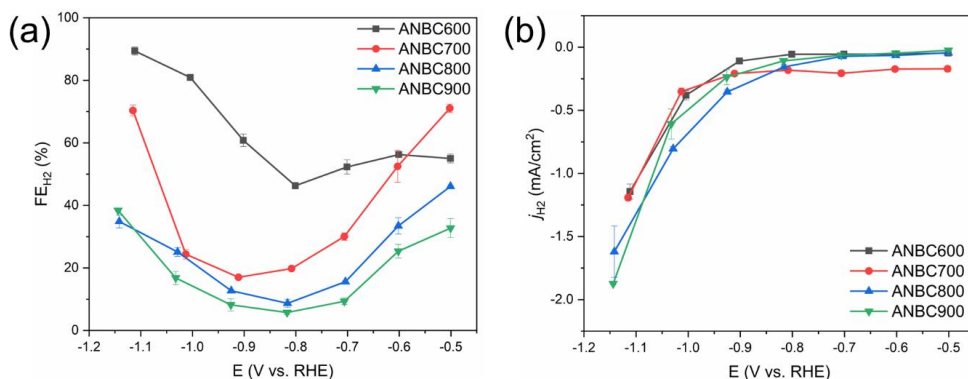 (a)
100
80
60
40
20
0
FE_H2 (%)
-1.2 -1.1 -1.0 -0.9 -0.8 -0.7 -0.6 -0.5
E (V vs. RHE)
ANBC600
ANBC700
ANBC800
ANBC900
(b)
0.0
-0.5
-1.0
-1.5
-2.0
j_H2 (mA/cm²)
-1.2 -1.1 -1.0 -0.9 -0.8 -0.7 -0.6 -0.5
E (V vs. RHE)
ANBC600
ANBC700
ANBC800
ANBC900